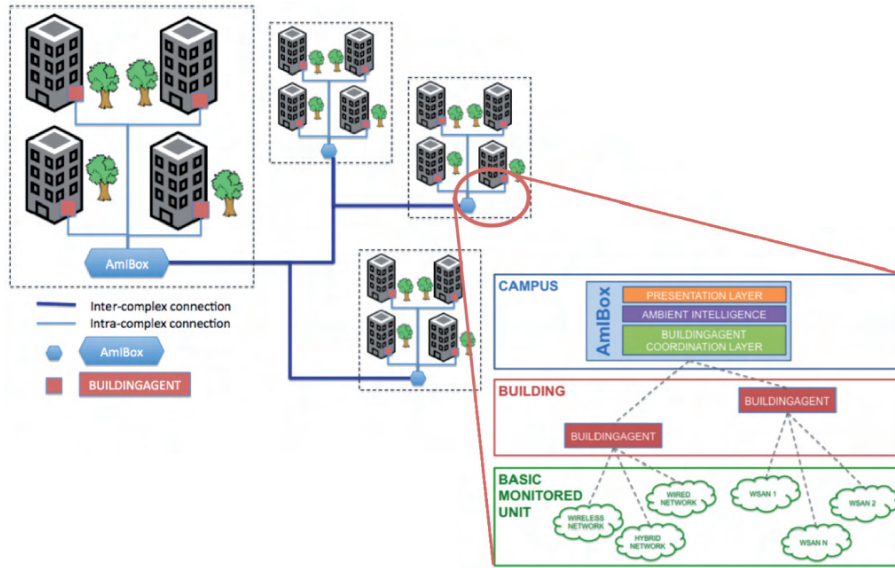 AmIBox
Inter-complex connection
Intra-complex connection
AmIBox
BUILDINGAGENT
CAMPUS
AmIBox
PRESENTATION LAYER
AMBIENT INTELLIGENCE
BUILDINGAGENT
COORDINATION LAYER
BUILDING
BUILDINGAGENT
BUILDINGAGENT
BASIC
MONITORED
UNIT
WIRELESS
NETWORK
HYBRID
NETWORK
WIRED
NETWORK
WSAN 1
WSAN N
WSAN 2